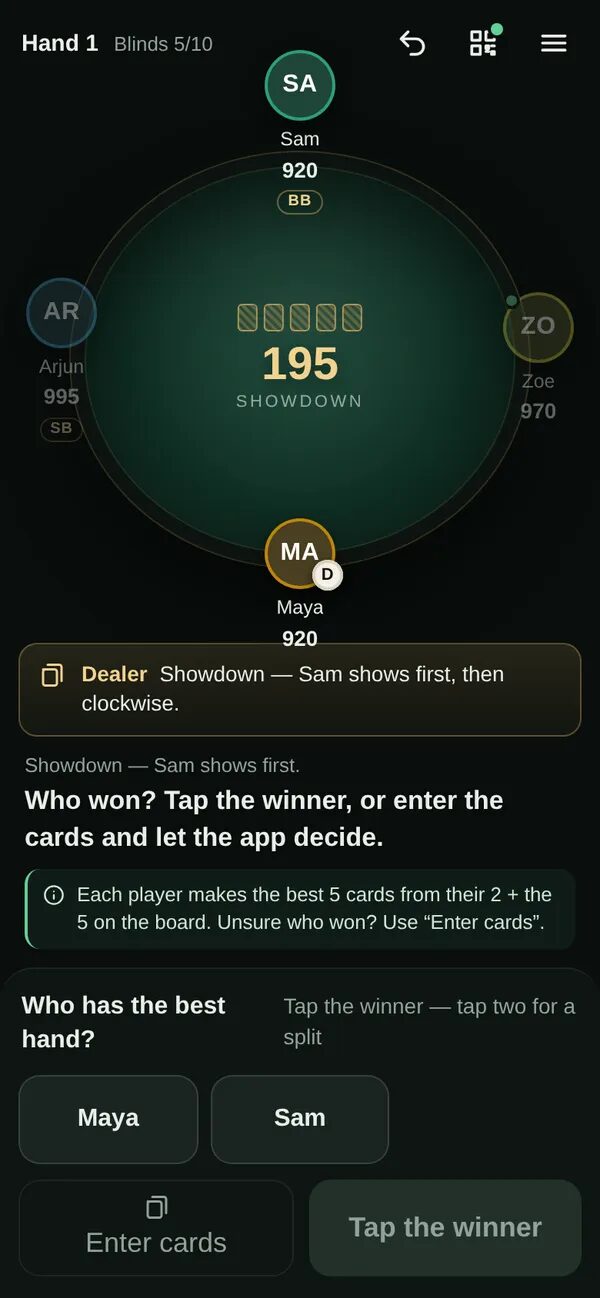 Hand 1 Blinds 5/10
SA
Sam
920
BB
AR
Arjun
995
SB
ZO
Zoe
970
195
SHOWDOWN
MA
D
Maya
920
Dealer Showdown — Sam shows first, then
clockwise.
Showdown — Sam shows first.
Who won? Tap the winner, or enter the
cards and let the app decide.
Each player makes the best 5 cards from their 2 + the
5 on the board. Unsure who won? Use “Enter cards”.
Who has the best
hand?
Tap the winner — tap two for a
split
Maya
Sam
Enter cards
Tap the winner